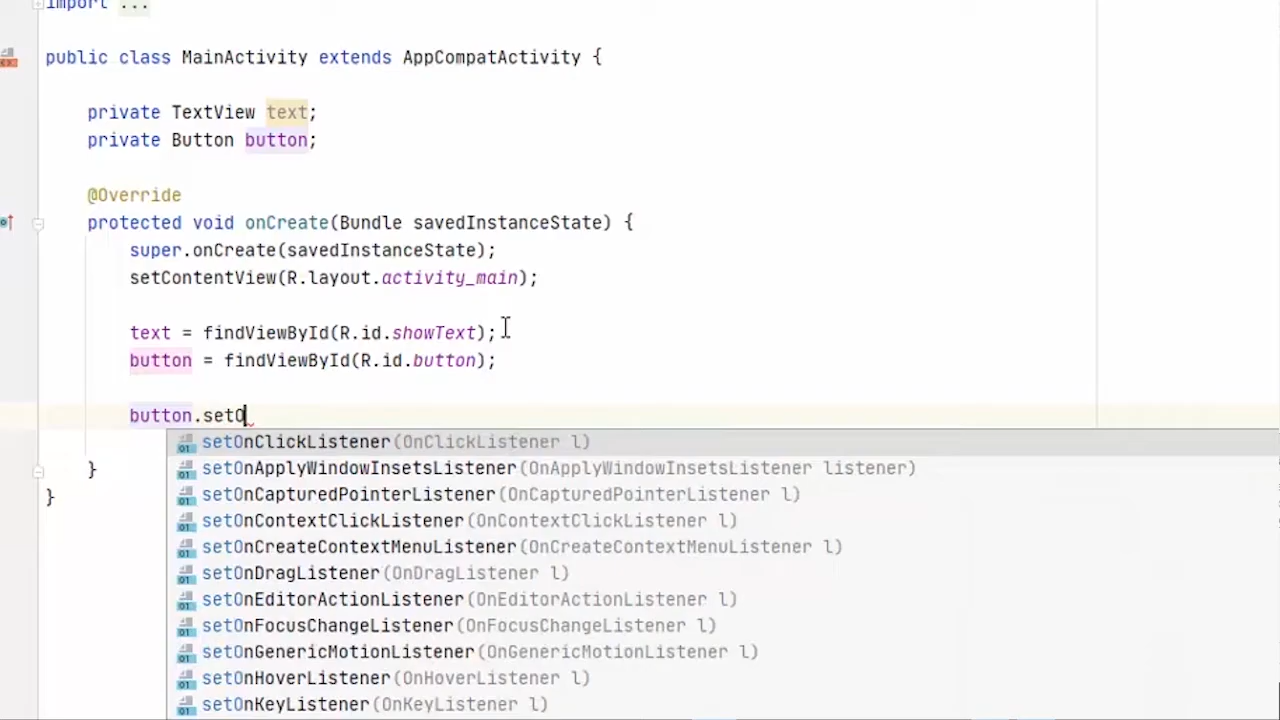 import ...
public class MainActivity extends AppCompatActivity {
private TextView text;
private Button button;
@Override
protected void onCreate(Bundle savedInstanceState) {
super.onCreate(savedInstanceState);
setContentView(R.layout.activity_main);
text = findViewById(R.id.showText);
button = findViewById(R.id.button);
button.setO
setOnClickListener(OnClickListener l)
setOnApplyWindowInsetsListener(OnApplyWindowInsetsListener listener)
setOnCapturedPointerListener(OnCapturedPointerListener l)
setOnContextClickListener(OnContextClickListener l)
setOnCreateContextMenuListener(OnCreateContextMenuListener l)
setOnDragListener(OnDragListener l)
setOnEditorActionListener(OnEditorActionListener l)
setOnFocusChangeListener(OnFocusChangeListener l)
setOnGenericMotionListener(OnGenericMotionListener l)
setOnHoverListener(OnHoverListener l)
setOnKeyListener(OnKeyListener l)
}
}